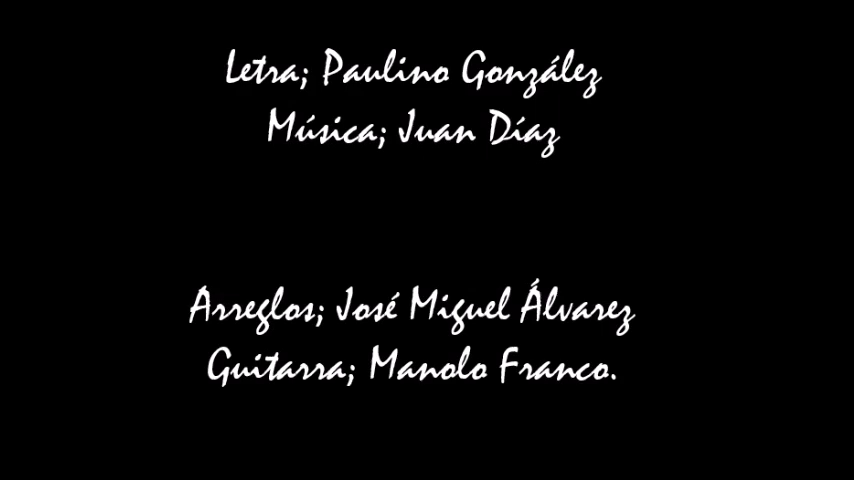 Letra; Paulino González
Música; Juan Díaz
Arreglos; José Miguel Álvarez
Guitarra; Manolo Franco.